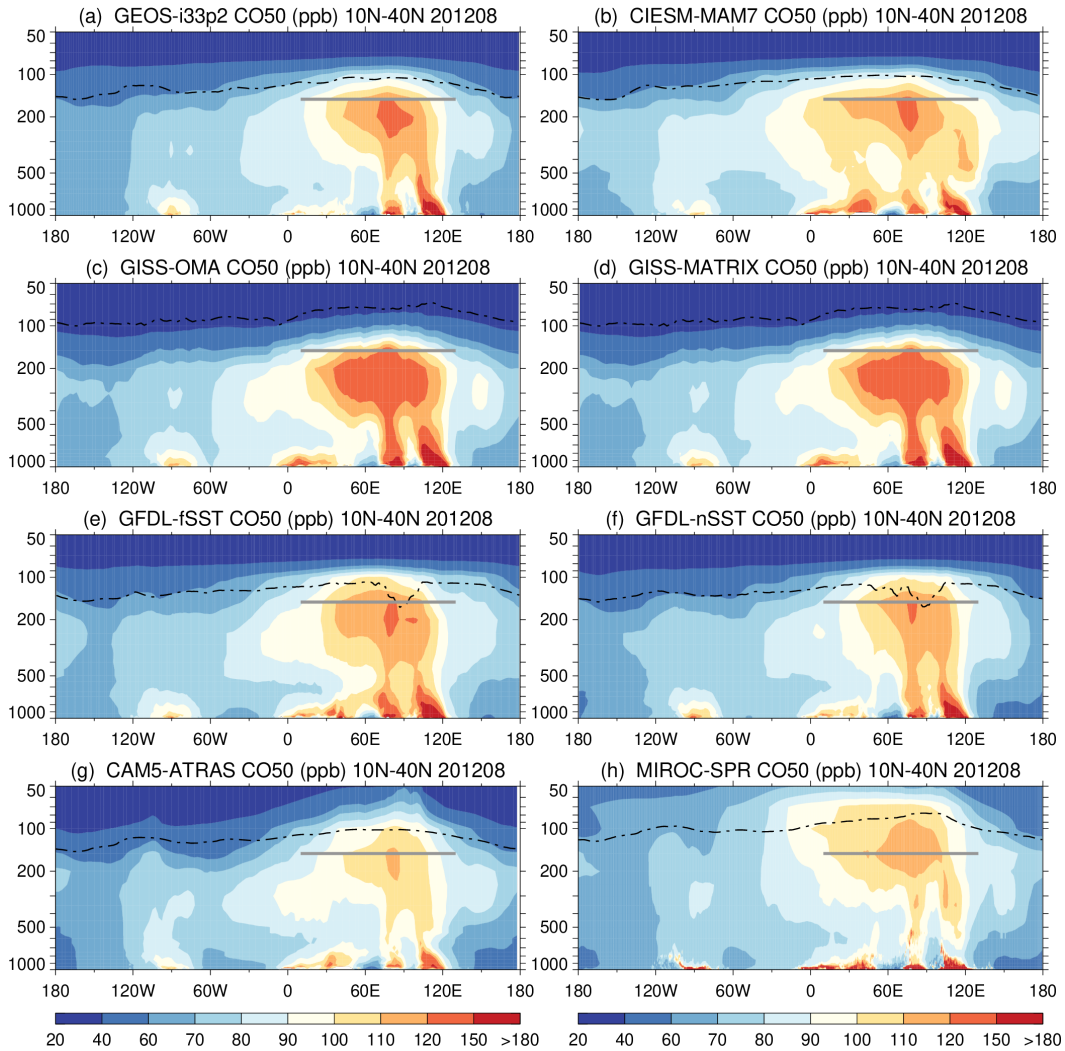 (a) GEOS-i33p2 CO50 (ppb) 10N-40N 201208
(b) CIESM-MAM7 CO50 (ppb) 10N-40N 201208
50
100
200
500
1000
180 120W 60W 0 60E 120E 180
50
100
200
500
1000
180 120W 60W 0 60E 120E 180
(c) GISS-OMA CO50 (ppb) 10N-40N 201208
(d) GISS-MATRIX CO50 (ppb) 10N-40N 201208
50
100
200
500
1000
180 120W 60W 0 60E 120E 180
50
100
200
500
1000
180 120W 60W 0 60E 120E 180
(e) GFDL-fSST CO50 (ppb) 10N-40N 201208
(f) GFDL-nSST CO50 (ppb) 10N-40N 201208
50
100
200
500
1000
180 120W 60W 0 60E 120E 180
50
100
200
500
1000
180 120W 60W 0 60E 120E 180
(g) CAM5-ATRAS CO50 (ppb) 10N-40N 201208
(h) MIROC-SPR CO50 (ppb) 10N-40N 201208
50
100
200
500
1000
180 120W 60W 0 60E 120E 180
50
100
200
500
1000
180 120W 60W 0 60E 120E 180
20 40 60 70 80 90 100 110 120 150 >180
20 40 60 70 80 90 100 110 120 150 >180